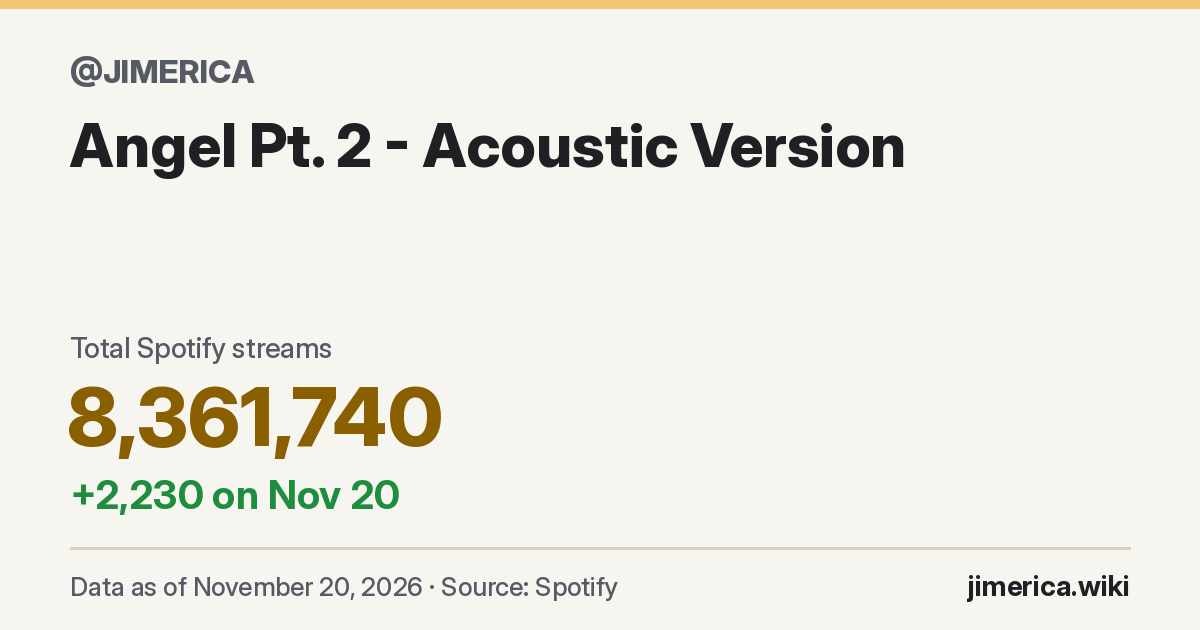 @JIMERICA
Angel Pt. 2 - Acoustic Version
Total Spotify streams
8,361,740
+2,230 on Nov 20
Data as of November 20, 2026 · Source: Spotify
jimerica.wiki